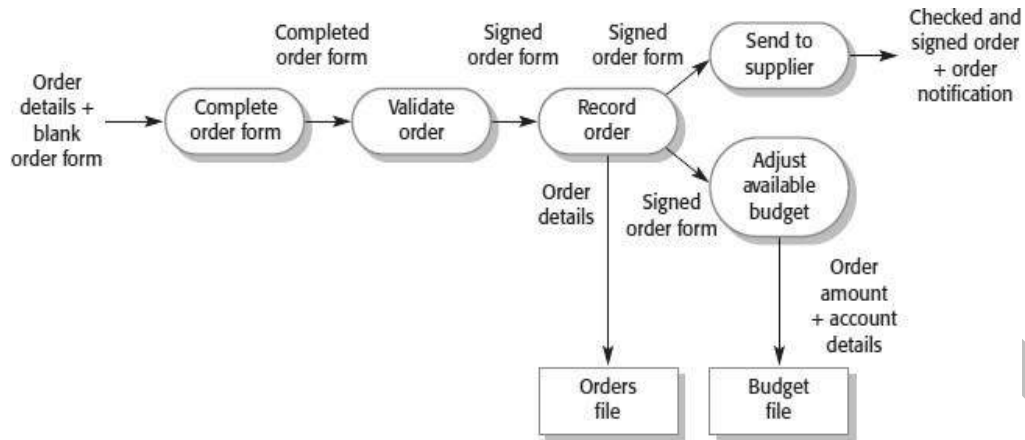 Order
details +
blank
order form
Complete
order form
Completed
order form
Validate
order
Signed
order form
Record
order
Signed
order form
Send to
supplier
Checked and
signed order
+ order
notification
Order
details
Signed
order form
Adjust
available
budget
Order
amount
+ account
details
Orders
file
Budget
file